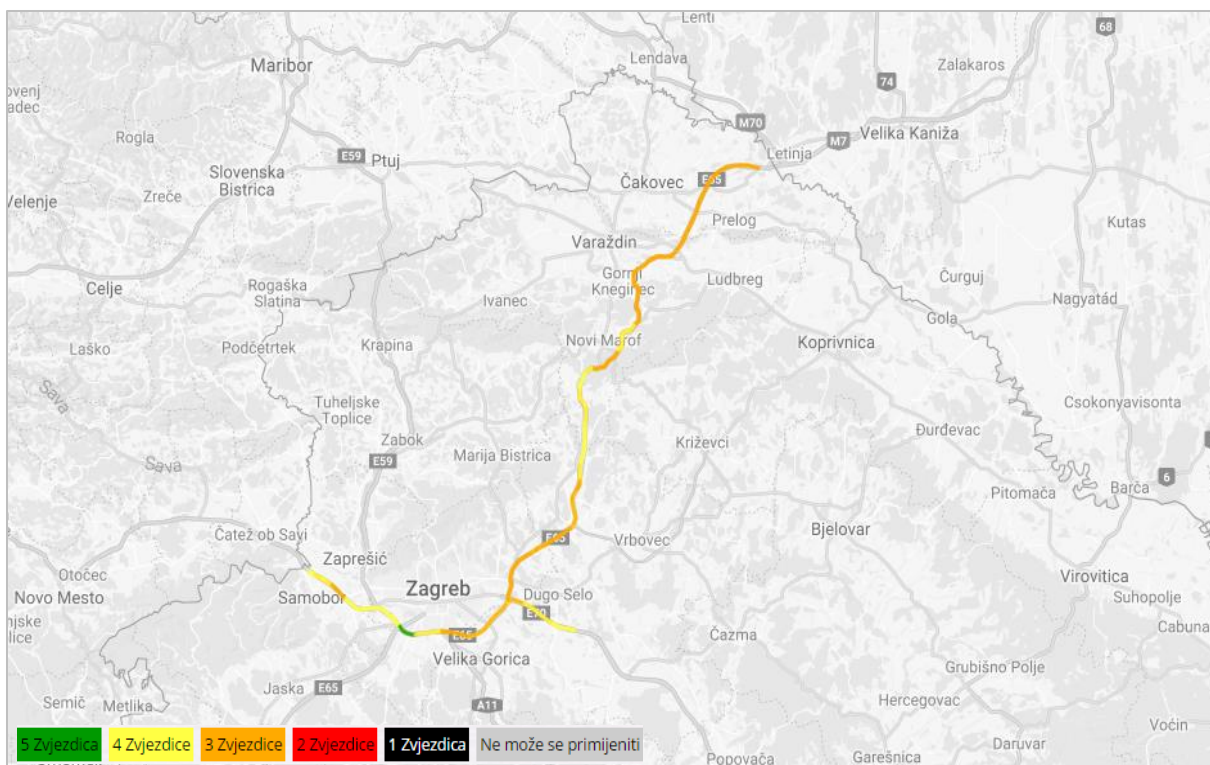 Lenti
68
Maribor
Lendava
Zalakaros
ovenj
radec
74
Rogla
M70
Velika Kaniža
M7
E59
Ptuj
Letinja
Slovenska
Bistrica
E65
Čakovec
Velenje
Zreče
Prelog
Kutas
Varaždin
Gornji
Kneginec
Ludbreg
Čurguj
Celje
Rogaška
Slatina
Ivanec
Nagyatád
Gola
Laško
Podčetrtek
Krapina
Novi Marof
Koprivnica
Sava
Tuheljske
Toplice
Csokonyavisonta
Zabok
Križevci
Đurđevac
Sava
E59
Marija Bistrica
6
Pitomača
Barča
Čatež ob Savi
E65
Vrbovec
Bjelovar
Zaprešić
Otočec
Virovitica
Novo Mesto
Samobor
Zagreb
Dugo Selo
Suhopolje
E70
njske
lice
E65
Čazma
Cabuna
Velika Gorica
Grubišno Polje
Semič
Metlika
Jaska
E65
A11
Hercegovac
Voćin
5 Zvjezdica
4 Zvjezdice
3 Zvjezdice
2 Zvjezdice
1 Zvjezdica
Ne može se primijeniti
Daruvar
Popovača
Garešnica